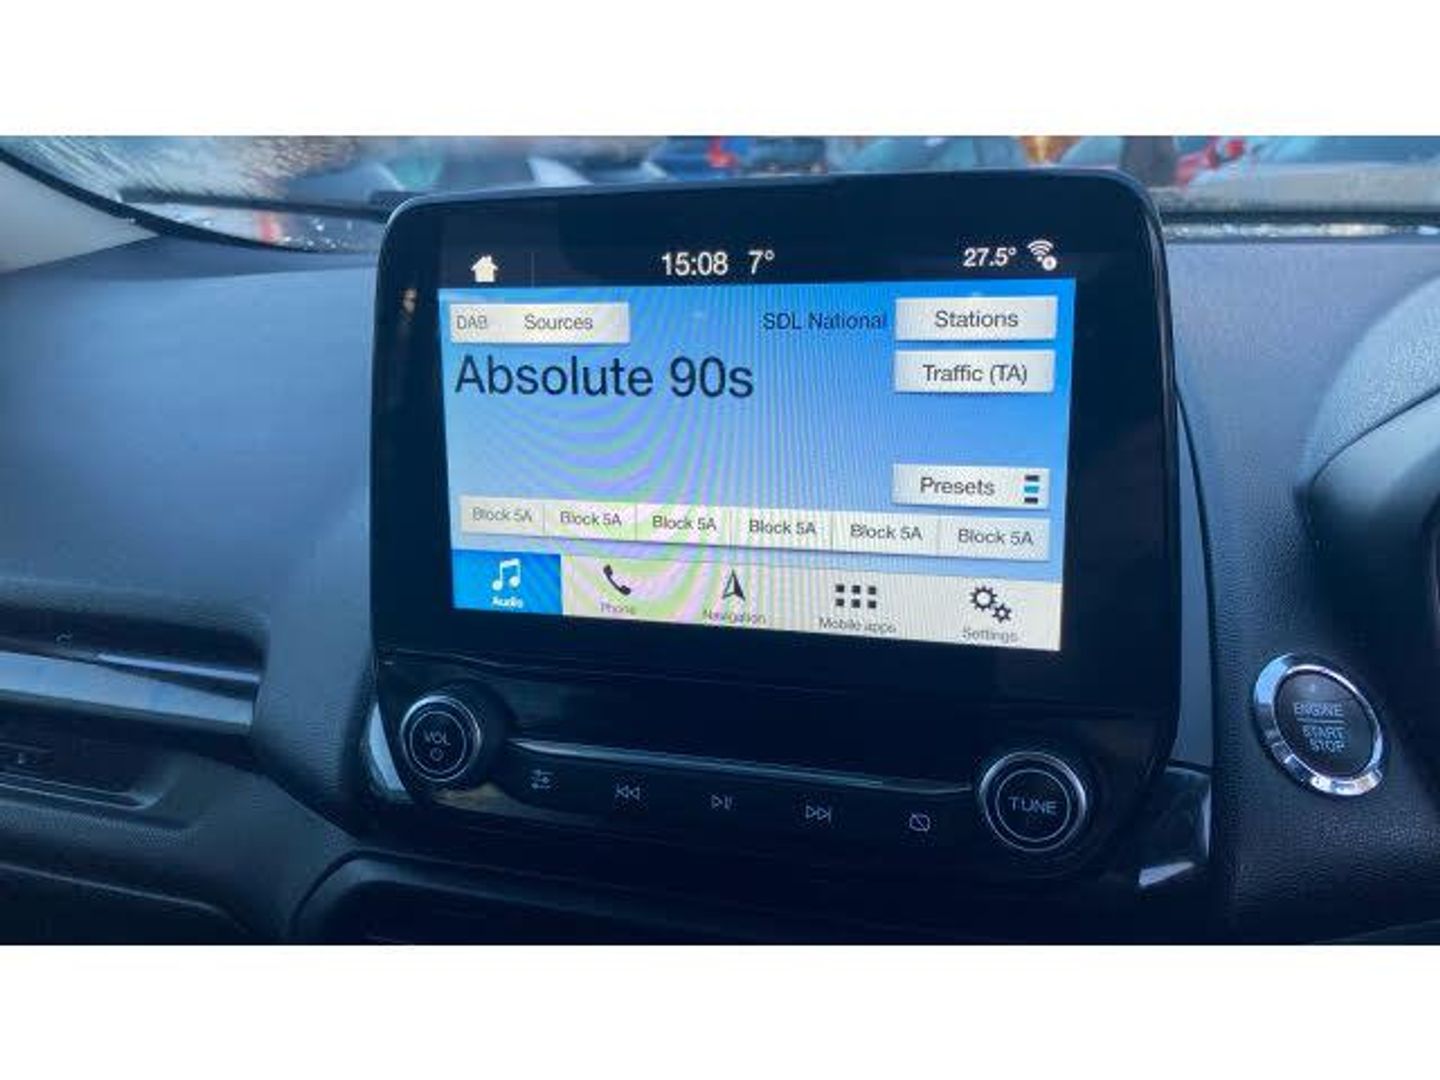 15:08 7° 27.5°
DAB Sources SDL National Stations
Absolute 90s
Traffic (TA)
Presets
Block 5A Block 5A Block 5A Block 5A Block 5A Block 5A
Audio Phone Navigation Mobile apps Settings
VOL
TUNE
ENGINE
START
STOP